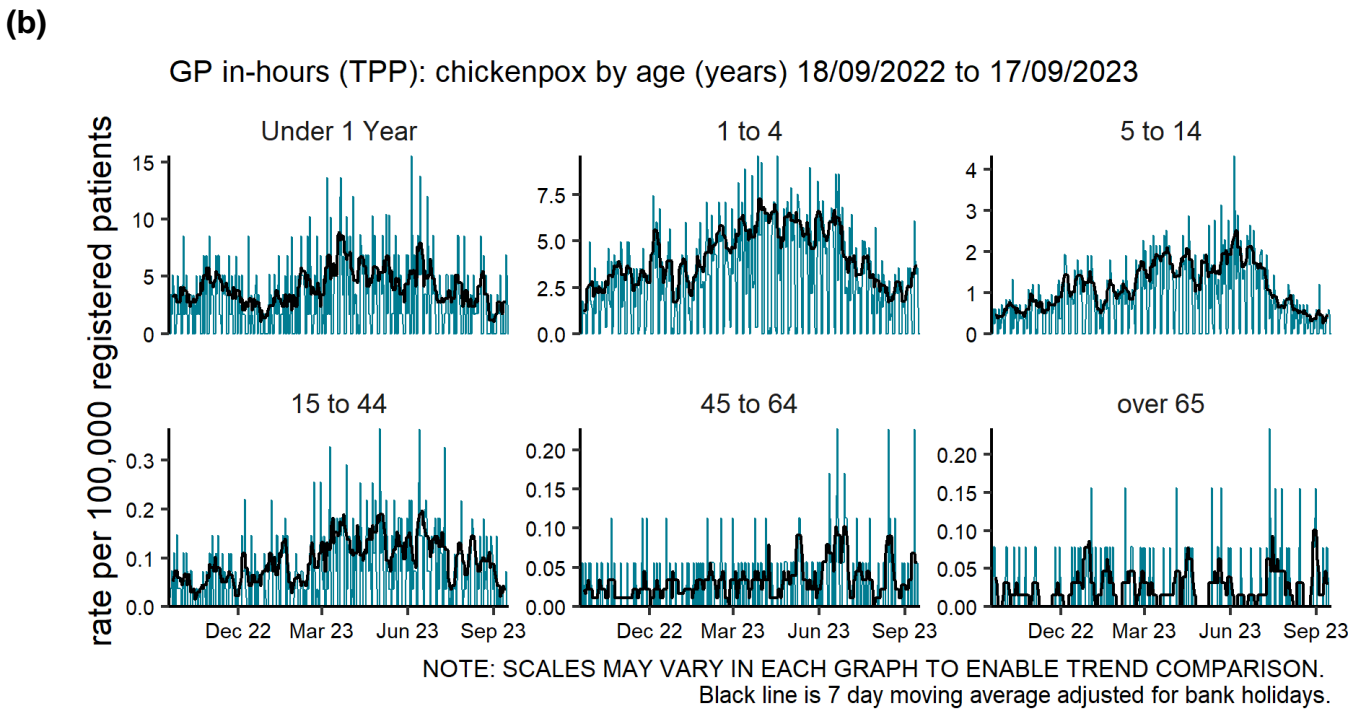 (b)
GP in-hours (TPP): chickenpox by age (years) 18/09/2022 to 17/09/2023
rate per 100,000 registered patients
Under 1 Year
15
10
5
0
1 to 4
7.5
5.0
2.5
0.0
5 to 14
4
3
2
1
0
15 to 44
0.3
0.2
0.1
0.0
Dec 22 Mar 23 Jun 23 Sep 23
45 to 64
0.20
0.15
0.10
0.05
0.00
Dec 22 Mar 23 Jun 23 Sep 23
over 65
0.20
0.15
0.10
0.05
0.00
Dec 22 Mar 23 Jun 23 Sep 23
NOTE: SCALES MAY VARY IN EACH GRAPH TO ENABLE TREND COMPARISON.
Black line is 7 day moving average adjusted for bank holidays.